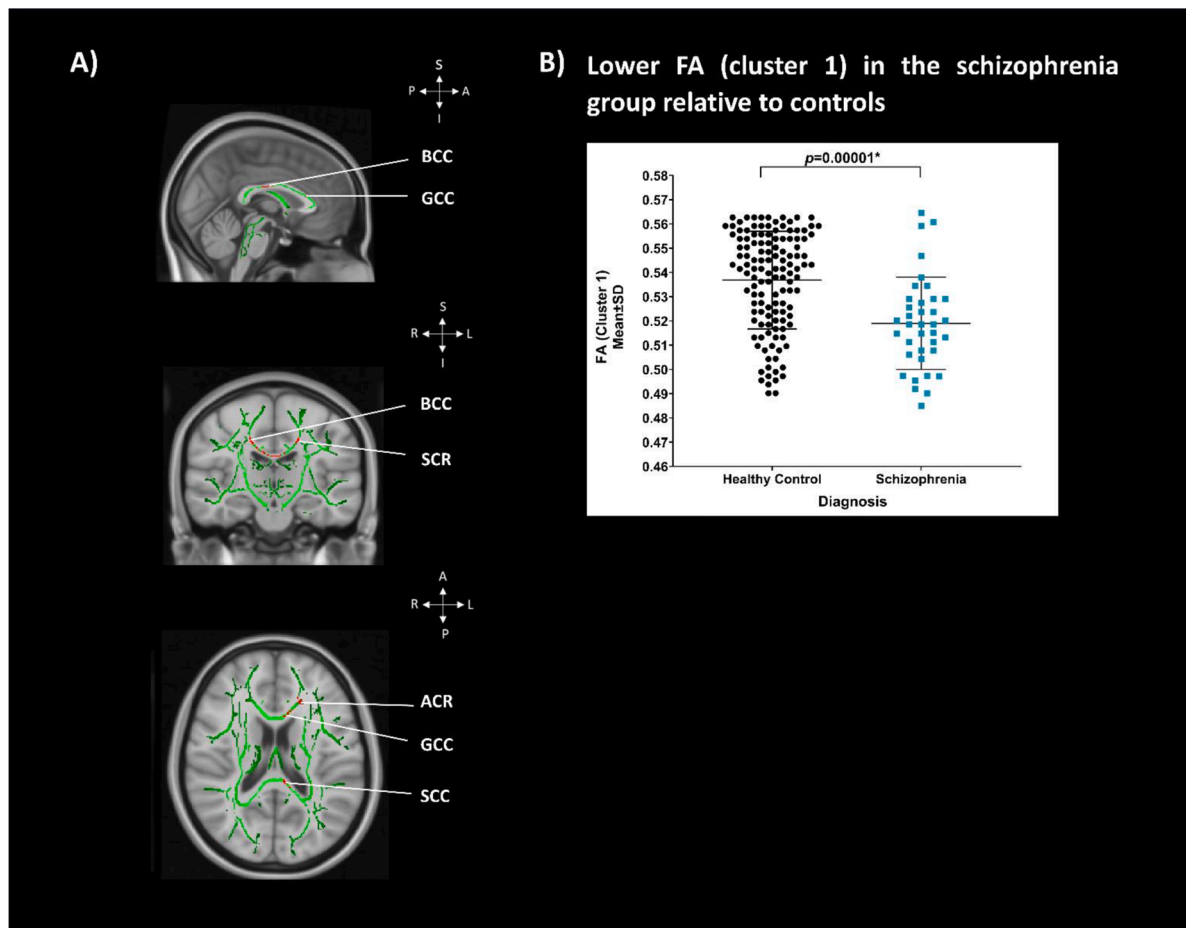 A)
S
P A
I
BCC
GCC
S
R L
I
BCC
SCR
A
R L
P
ACR
GCC
SCC
B) Lower FA (cluster 1) in the schizophrenia
group relative to controls
p=0.00001*
0.58
0.57
0.56
0.55
0.54
0.53
0.52
0.51
0.50
0.49
0.48
0.47
0.46
FA (Cluster 1)
Mean±SD
Healthy Control Schizophrenia
Diagnosis